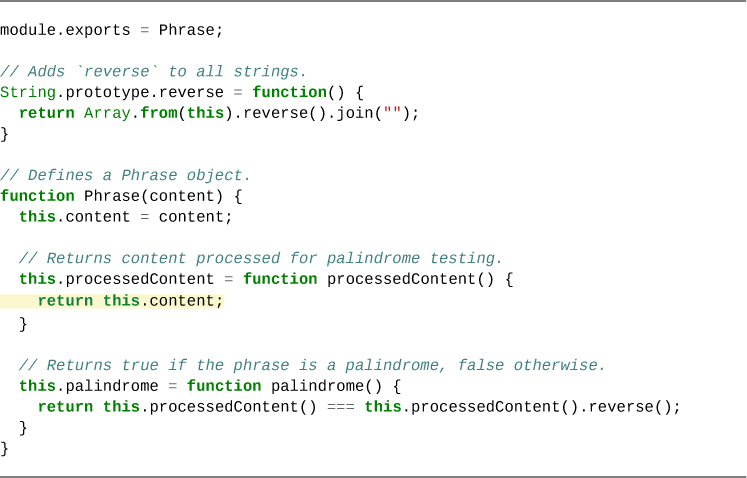 module.exports = Phrase;
// Adds `reverse` to all strings.
String.prototype.reverse = function() {
  return Array.from(this).reverse().join("");
}
// Defines a Phrase object.
function Phrase(content) {
  this.content = content;
  // Returns content processed for palindrome testing.
  this.processedContent = function processedContent() {
    return this.content;
  }
  // Returns true if the phrase is a palindrome, false otherwise.
  this.palindrome = function palindrome() {
    return this.processedContent() === this.processedContent().reverse();
  }
}